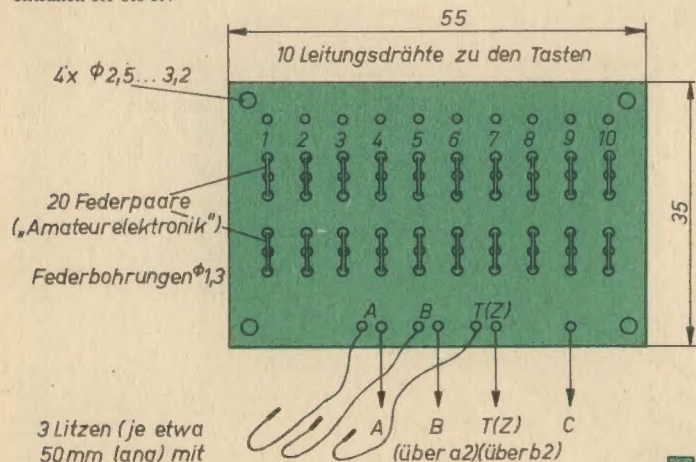 55
10 Leitungsdrähte zu den Tasten
4x Φ2,5...3,2
1 2 3 4 5 6 7 8 9 10
35
20 Federpaare
(„Amateurelektronik")
Federbohrungen Φ1,3
A B T(Z)
A B T(Z) C
(über a2)(über b2)
3 Litzen (je etwa
50mm lang) mit